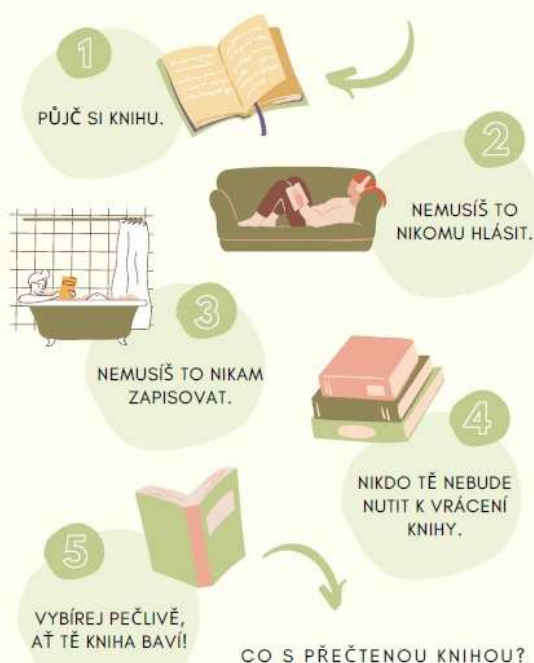 1
PŮJČ SI KNIHU.
2
NEMUSÍŠ TO
NIKOMU HLÁSIT.
3
NEMUSÍŠ TO NIKAM
ZAPISOVAT.
4
NIKDO TĚ NEBUDE
NUTIT K VRÁCENÍ
KNIHY.
5
VYBÍREJ PEČLIVĚ,
AŤ TĚ KNIHA BAVÍ!
CO S PŘEČTENOU KNIHOU?